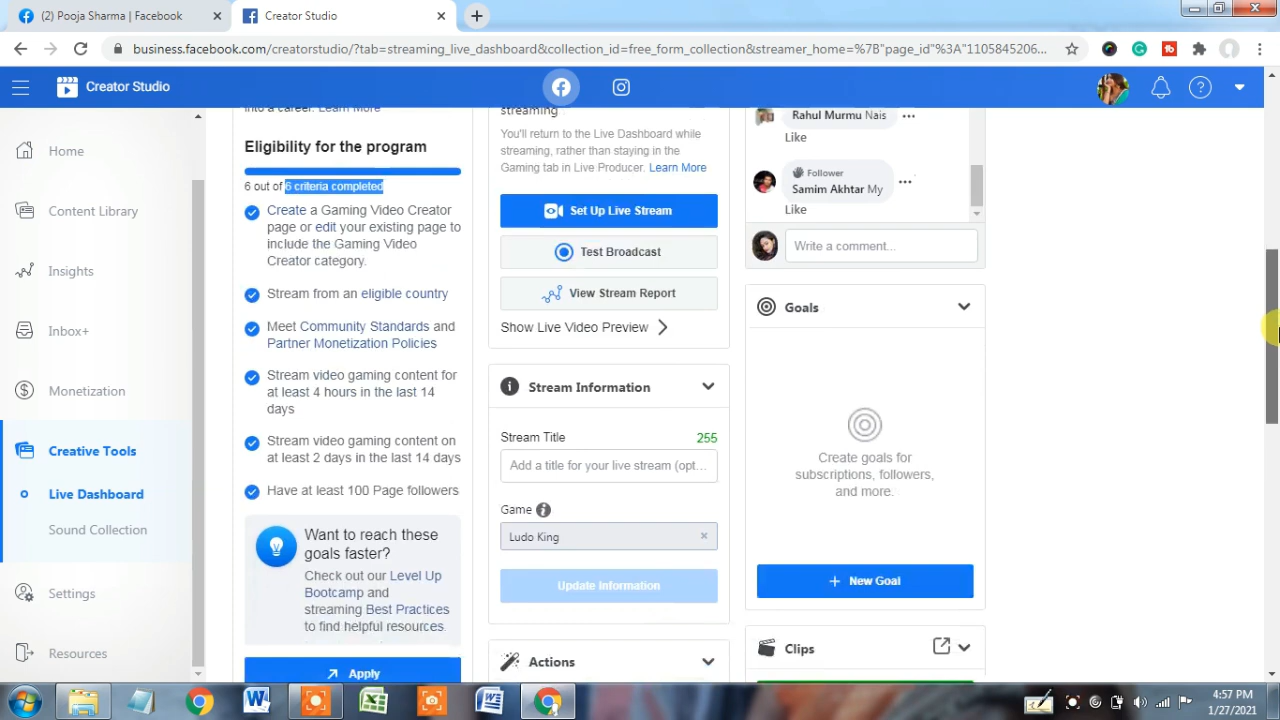 (2) Pooja Sharma | Facebook
Creator Studio
business.facebook.com/creatorstudio/?tab=streaming_live_dashboard&collection_id=free_form_collection&streamer_home=%7B"page_id"%3A"1105845206...
Creator Studio
Home
Content Library
Insights
Inbox+
Monetization
Creative Tools
Live Dashboard
Sound Collection
Settings
Resources
into a career. Learn More
Eligibility for the program
6 out of 6 criteria completed
Create a Gaming Video Creator
page or edit your existing page to
include the Gaming Video
Creator category.
Stream from an eligible country
Meet Community Standards and
Partner Monetization Policies
Stream video gaming content for
at least 4 hours in the last 14
days
Stream video gaming content on
at least 2 days in the last 14 days
Have at least 100 Page followers
Want to reach these
goals faster?
Check out our Level Up
Bootcamp and
streaming Best Practices
to find helpful resources.
Apply
streaming
You'll return to the Live Dashboard while
streaming, rather than staying in the
Gaming tab in Live Producer. Learn More
Set Up Live Stream
Test Broadcast
View Stream Report
Show Live Video Preview
Stream Information
Stream Title 255
Add a title for your live stream (opt...
Game
Ludo King
Update Information
Actions
Rahul Murmu Nais
Like
Follower
Samim Akhtar My
Like
Write a comment...
Goals
Create goals for
subscriptions, followers,
and more.
New Goal
Clips
4:57 PM
1/27/2021